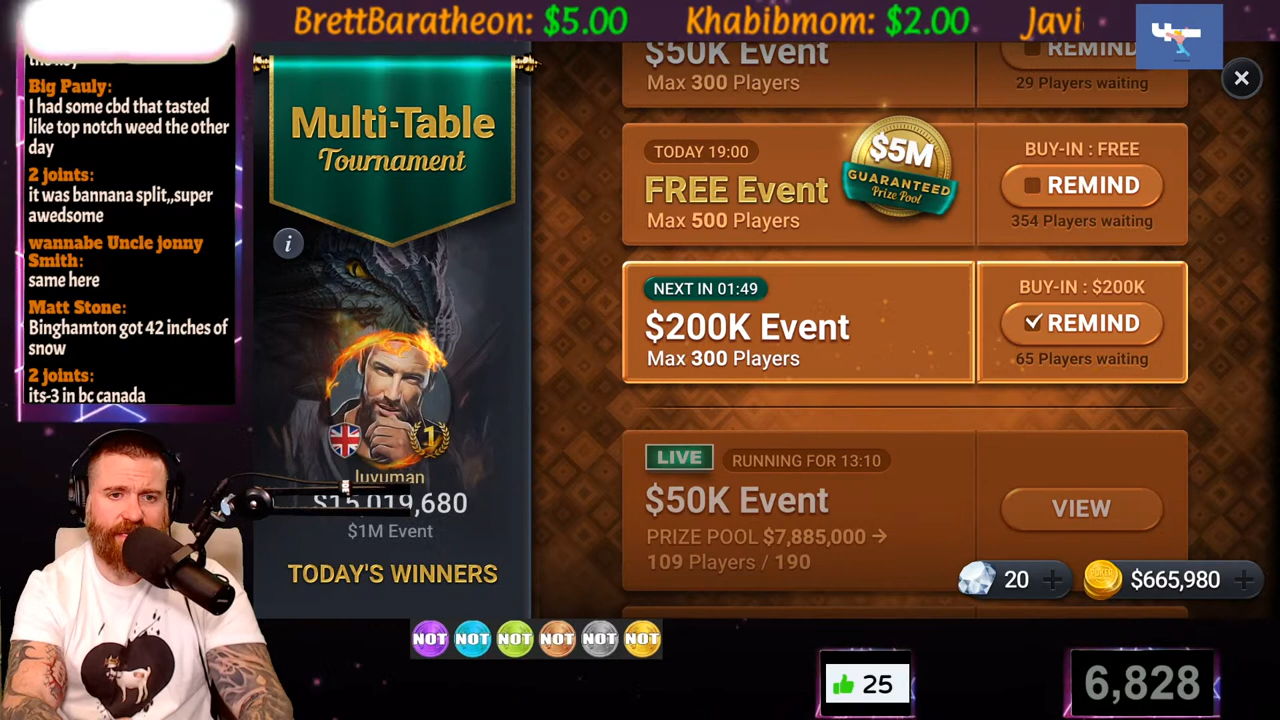 BrettBaratheon: $5.00 Khabibmom: $2.00 Javi
Big Pauly:
I had some cbd that tasted
like top notch weed the other
day
2 joints:
it was bannana split,,super
awedsome
wannabe Uncle jonny
Smith:
same here
Matt Stone:
Binghamton got 42 inches of
snow
2 joints:
its-3 in bc canada
Multi-Table
Tournament
i
luvuman
1
$15,019,680
$1M Event
TODAY'S WINNERS
$50K Event
Max 300 Players
REMIND
29 Players waiting
TODAY 19:00
FREE Event
Max 500 Players
$5M
GUARANTEED
Prize Pool
BUY-IN : FREE
REMIND
354 Players waiting
NEXT IN 01:49
$200K Event
Max 300 Players
BUY-IN : $200K
REMIND
65 Players waiting
LIVE RUNNING FOR 13:10
$50K Event
PRIZE POOL $7,885,000 →
109 Players / 190
VIEW
20 +
$665,980 +
NOT NOT NOT NOT NOT NOT
25
6,828